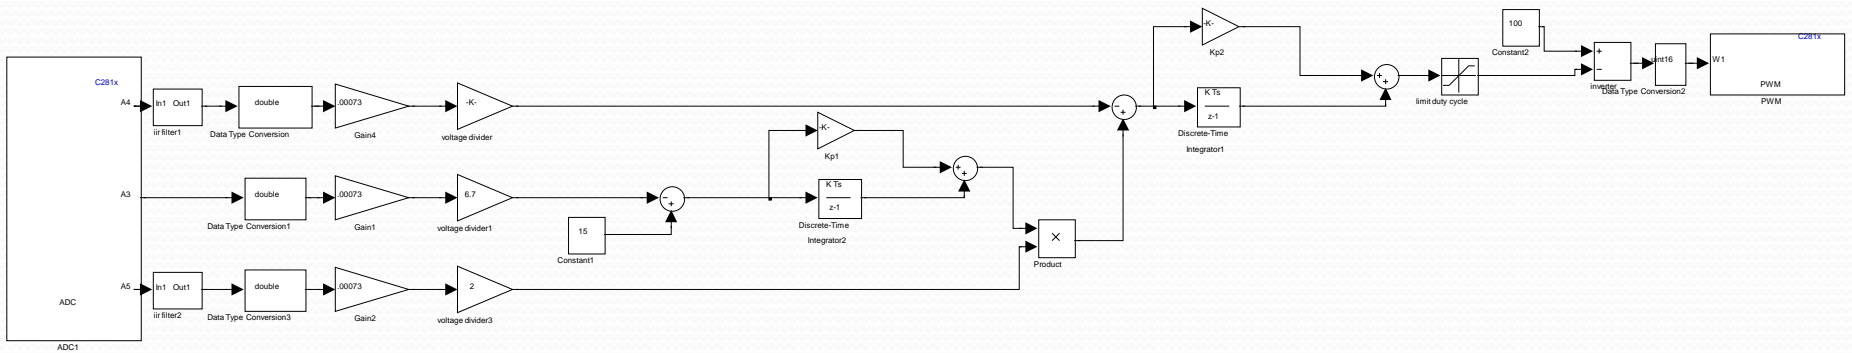 -K-
Kp2
100
Constant2
C281x
W1
PWM
PWM
+
−
inverter
uint16
Data Type Conversion2
limit duty cycle
+
+
K Ts
z-1
Discrete-Time
Integrator1
−
+
C281x
A4
In1 Out1
iir filter1
double
Data Type Conversion
.00073
Gain4
-K-
voltage divider
-K-
Kp1
+
+
K Ts
z-1
Discrete-Time
Integrator2
A3
double
Data Type Conversion1
.00073
Gain1
6.7
voltage divider1
−
+
15
Constant1
×
Product
A5
In1 Out1
iir filter2
double
Data Type Conversion3
.00073
Gain2
2
voltage divider3
ADC
ADC1